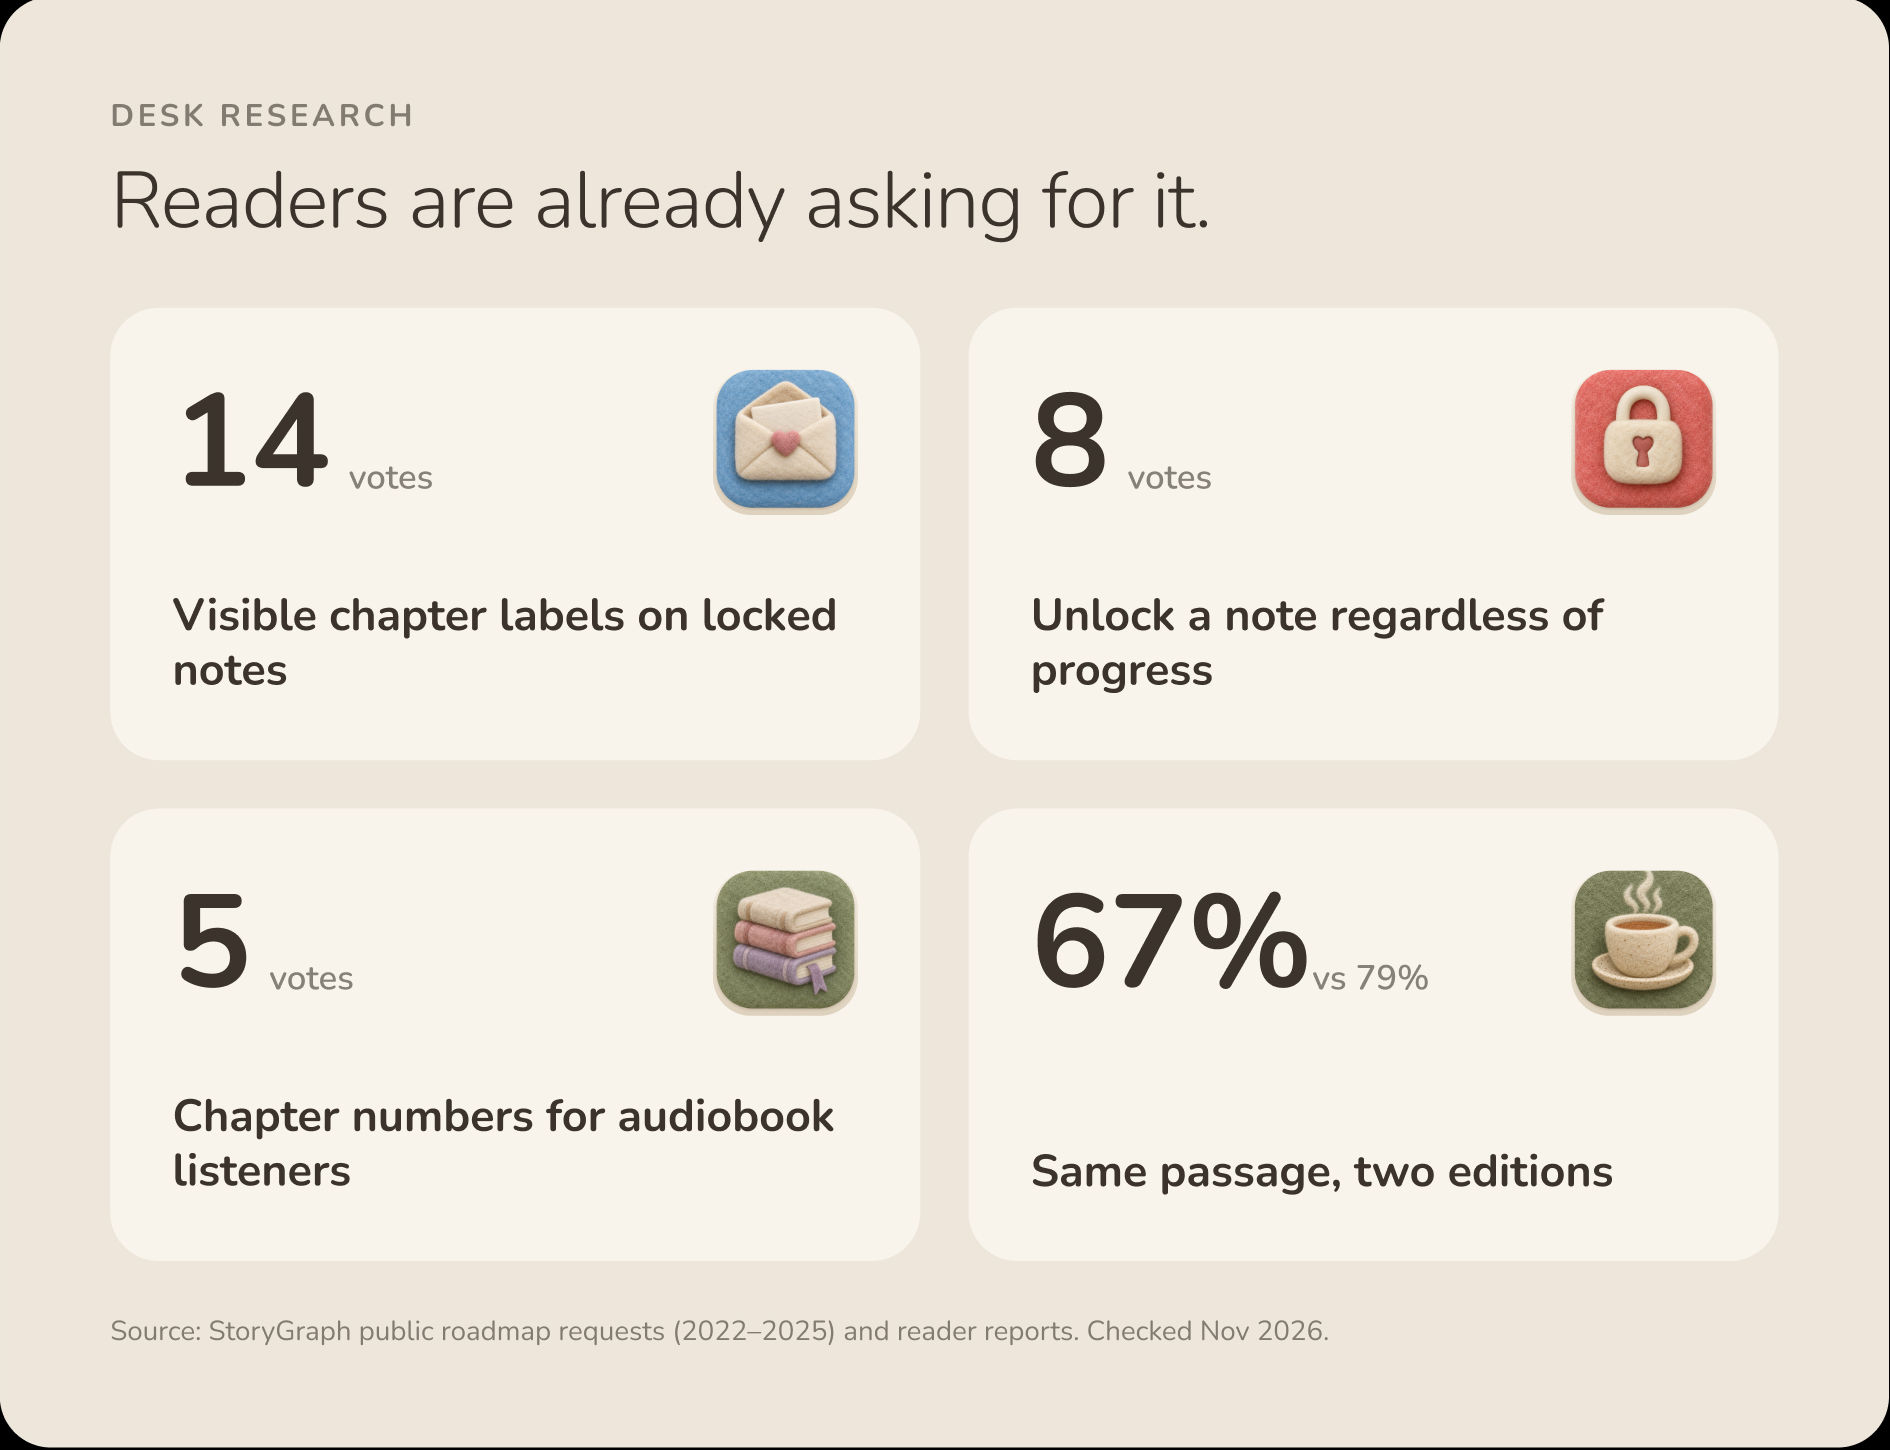 DESK RESEARCH
Readers are already asking for it.
14 votes
Visible chapter labels on locked
notes
8 votes
Unlock a note regardless of
progress
5 votes
Chapter numbers for audiobook
listeners
67% vs 79%
Same passage, two editions
Source: StoryGraph public roadmap requests (2022–2025) and reader reports. Checked Nov 2026.